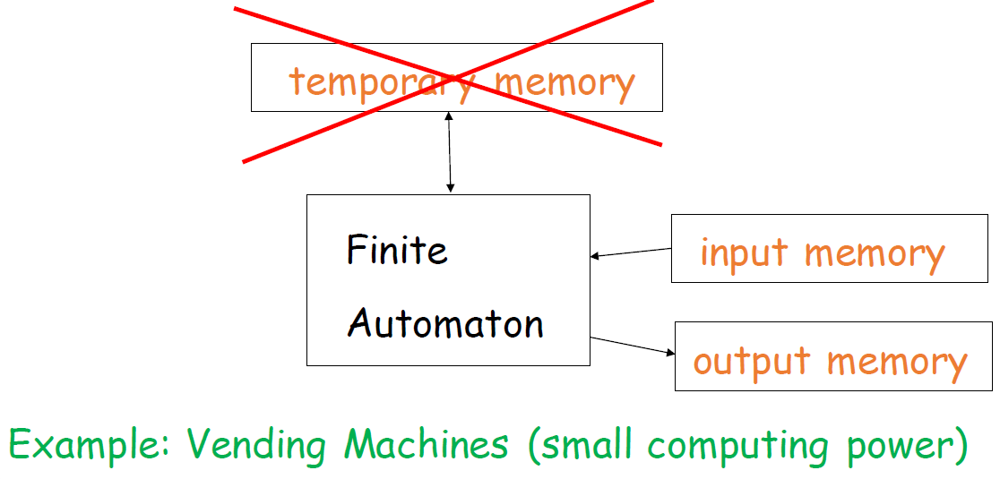 temporary memory
Finite
Automaton
input memory
output memory
Example: Vending Machines (small computing power)